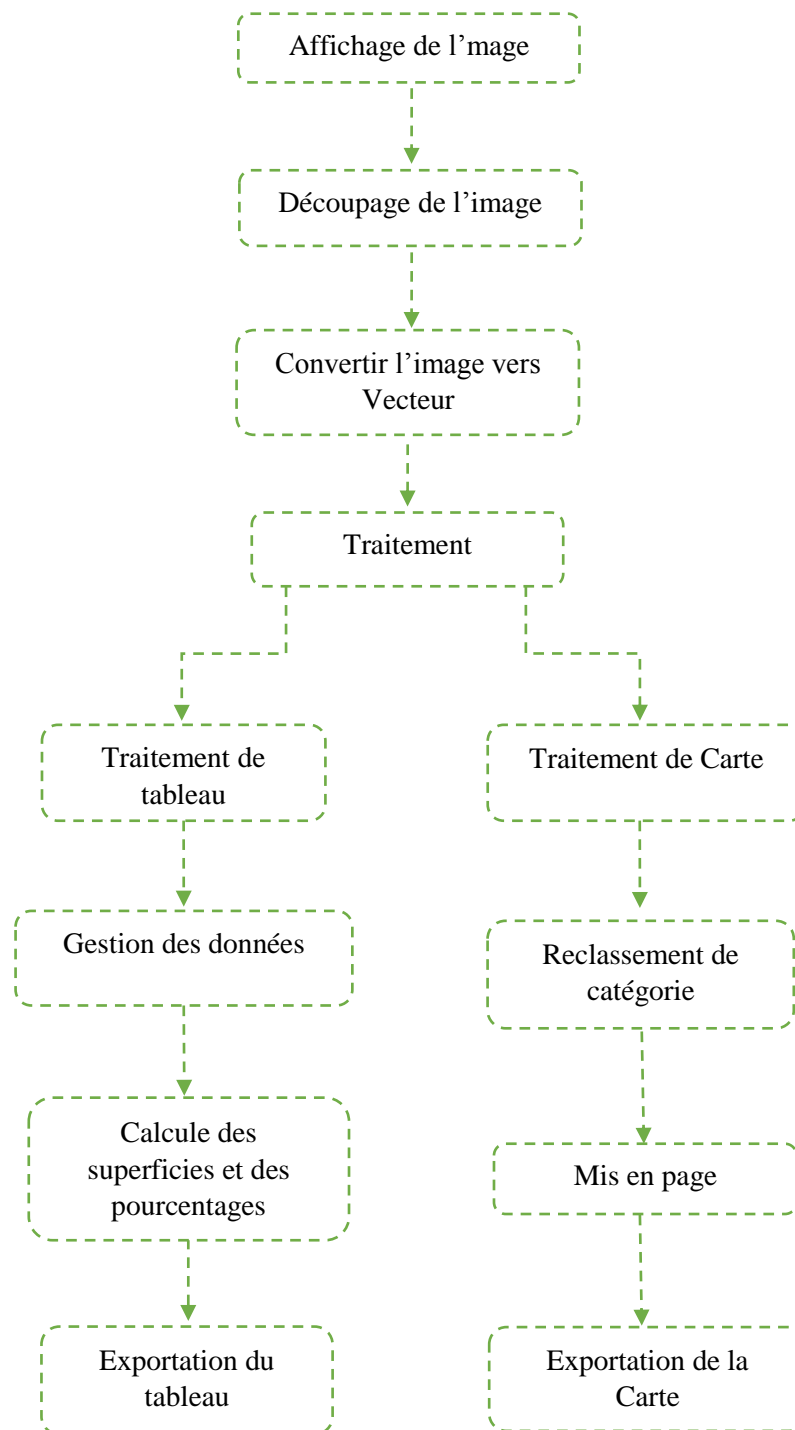 Affichage de l’mage
Découpage de l’image
Convertir l’image vers
Vecteur
Traitement
Traitement de
tableau
Traitement de Carte
Gestion des données
Reclassement de
catégorie
Calcule des
superficies et des
pourcentages
Mis en page
Exportation du
tableau
Exportation de la
Carte